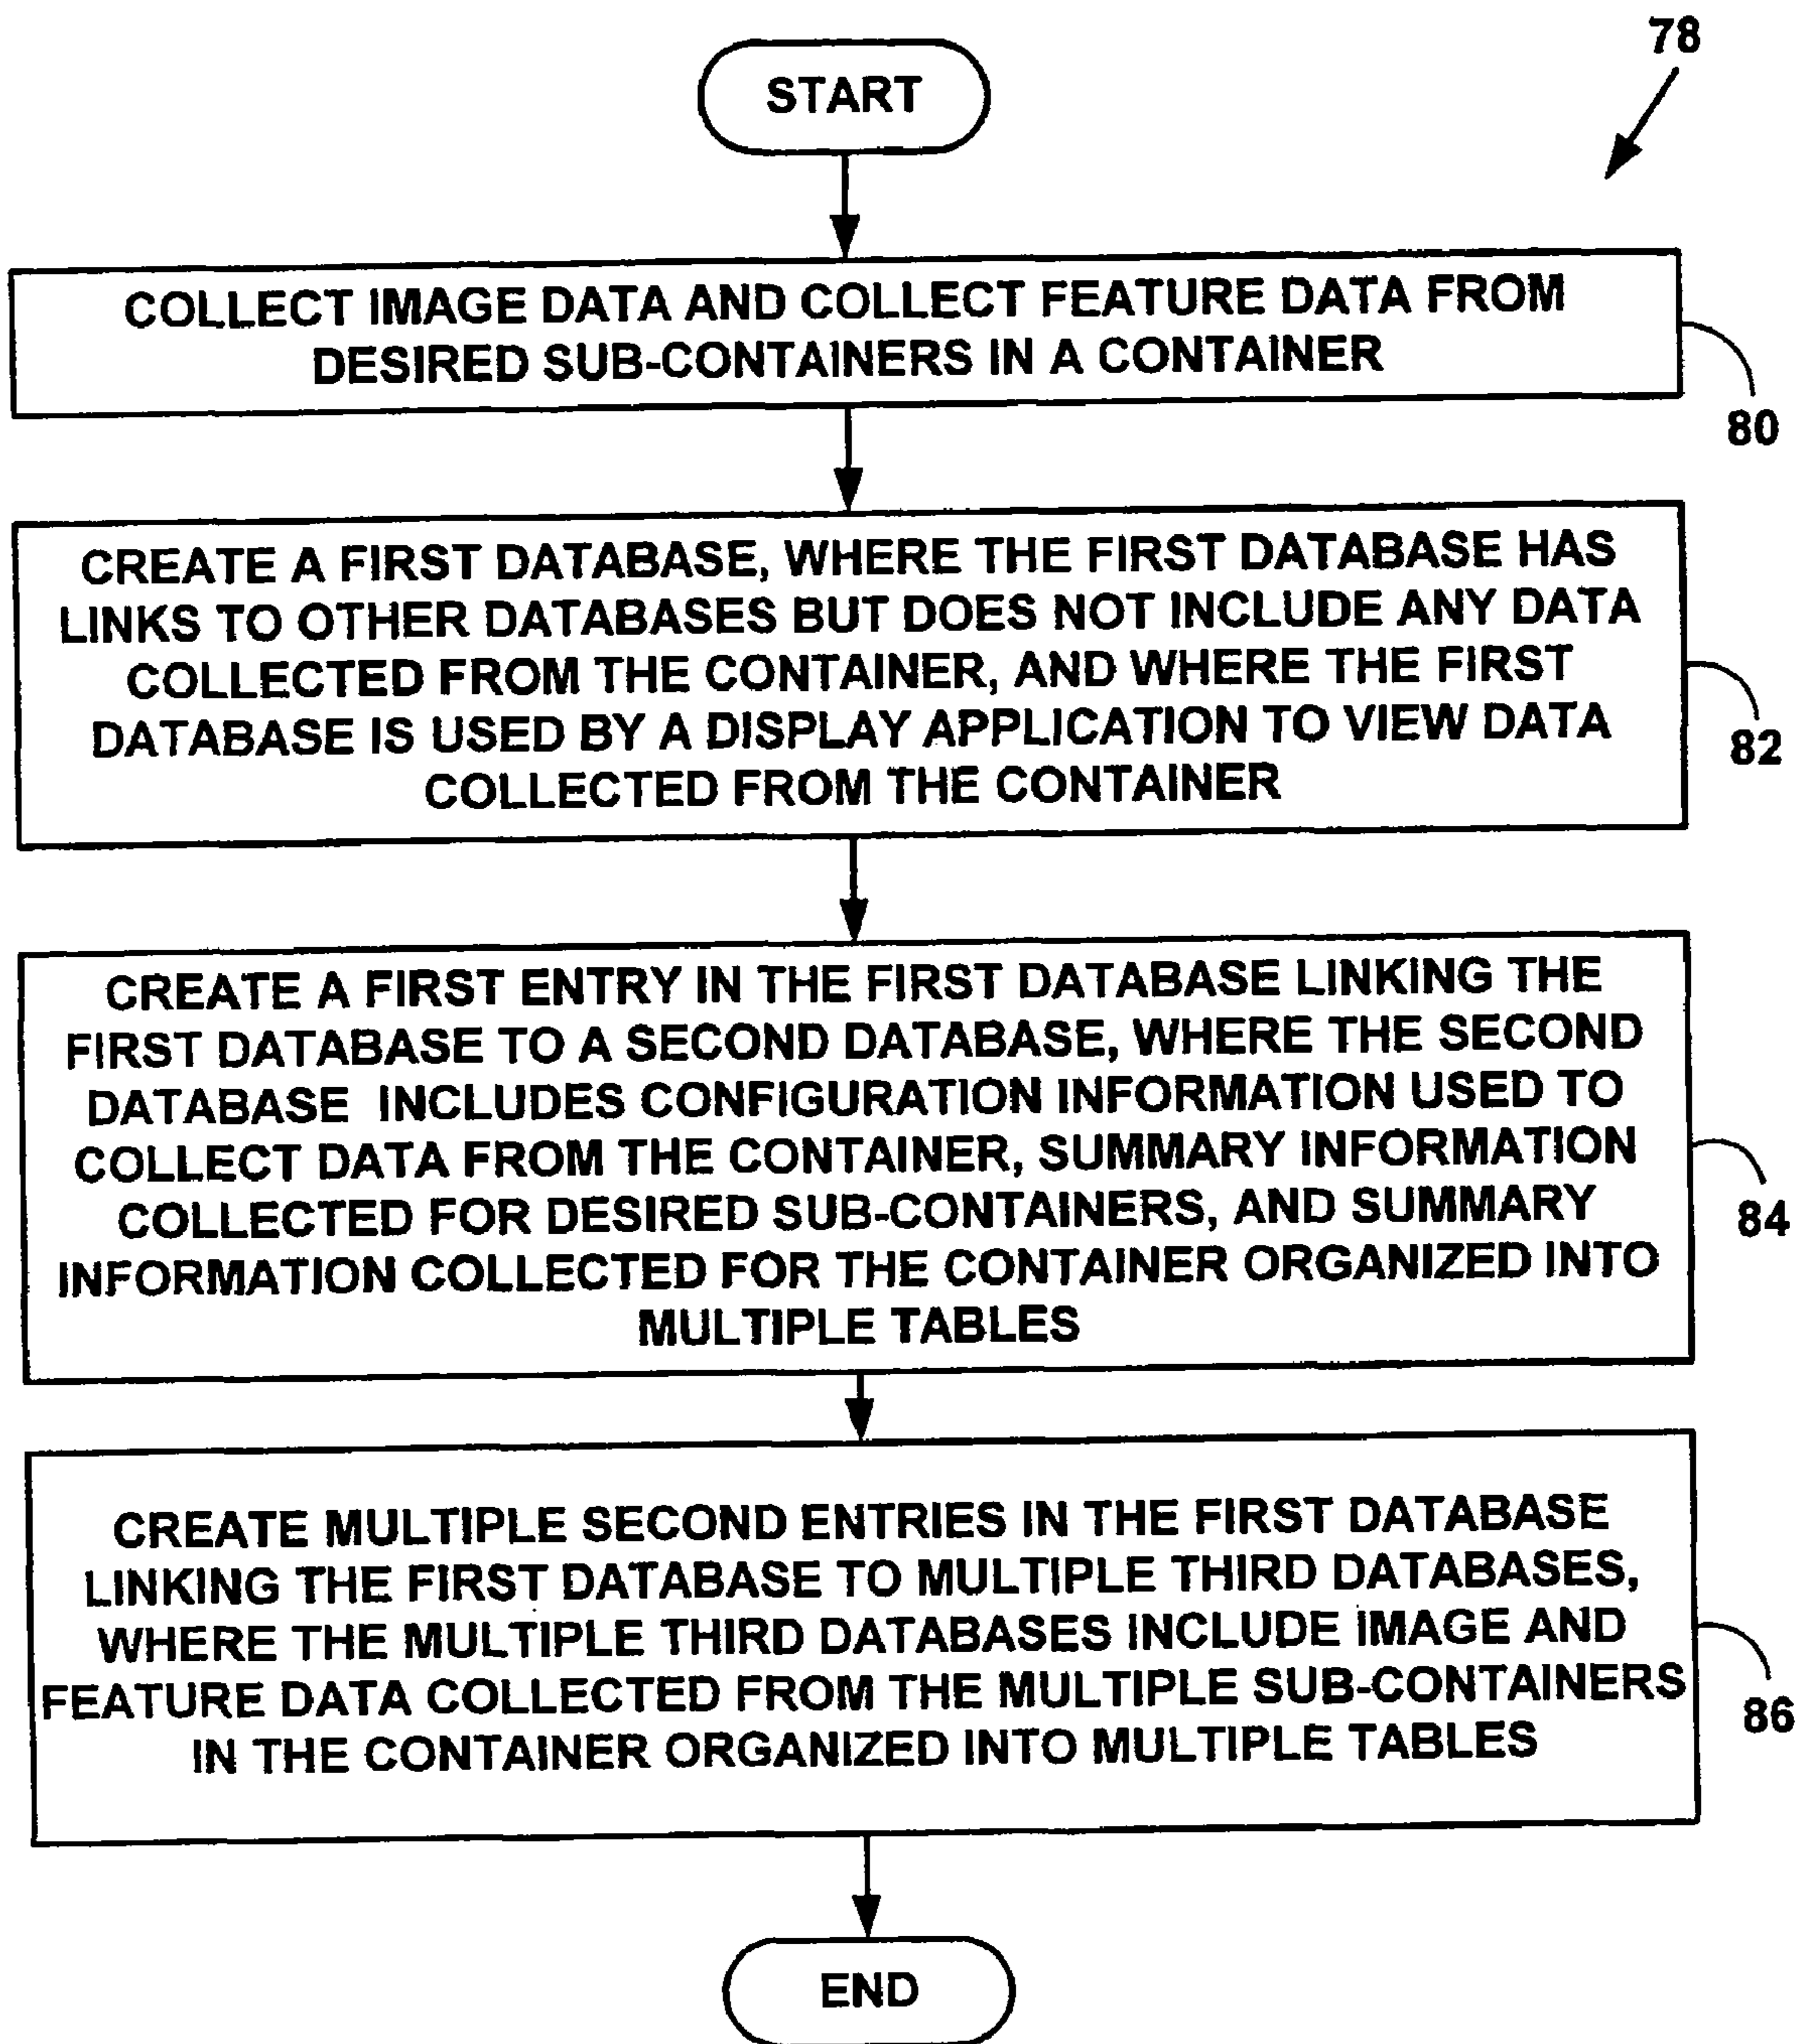 78
START
COLLECT IMAGE DATA AND COLLECT FEATURE DATA FROM
DESIRED SUB-CONTAINERS IN A CONTAINER
80
CREATE A FIRST DATABASE, WHERE THE FIRST DATABASE HAS
LINKS TO OTHER DATABASES BUT DOES NOT INCLUDE ANY DATA
COLLECTED FROM THE CONTAINER, AND WHERE THE FIRST
DATABASE IS USED BY A DISPLAY APPLICATION TO VIEW DATA
COLLECTED FROM THE CONTAINER
82
CREATE A FIRST ENTRY IN THE FIRST DATABASE LINKING THE
FIRST DATABASE TO A SECOND DATABASE, WHERE THE SECOND
DATABASE INCLUDES CONFIGURATION INFORMATION USED TO
COLLECT DATA FROM THE CONTAINER, SUMMARY INFORMATION
COLLECTED FOR DESIRED SUB-CONTAINERS, AND SUMMARY
INFORMATION COLLECTED FOR THE CONTAINER ORGANIZED INTO
MULTIPLE TABLES
84
CREATE MULTIPLE SECOND ENTRIES IN THE FIRST DATABASE
LINKING THE FIRST DATABASE TO MULTIPLE THIRD DATABASES,
WHERE THE MULTIPLE THIRD DATABASES INCLUDE IMAGE AND
FEATURE DATA COLLECTED FROM THE MULTIPLE SUB-CONTAINERS
IN THE CONTAINER ORGANIZED INTO MULTIPLE TABLES
86
END